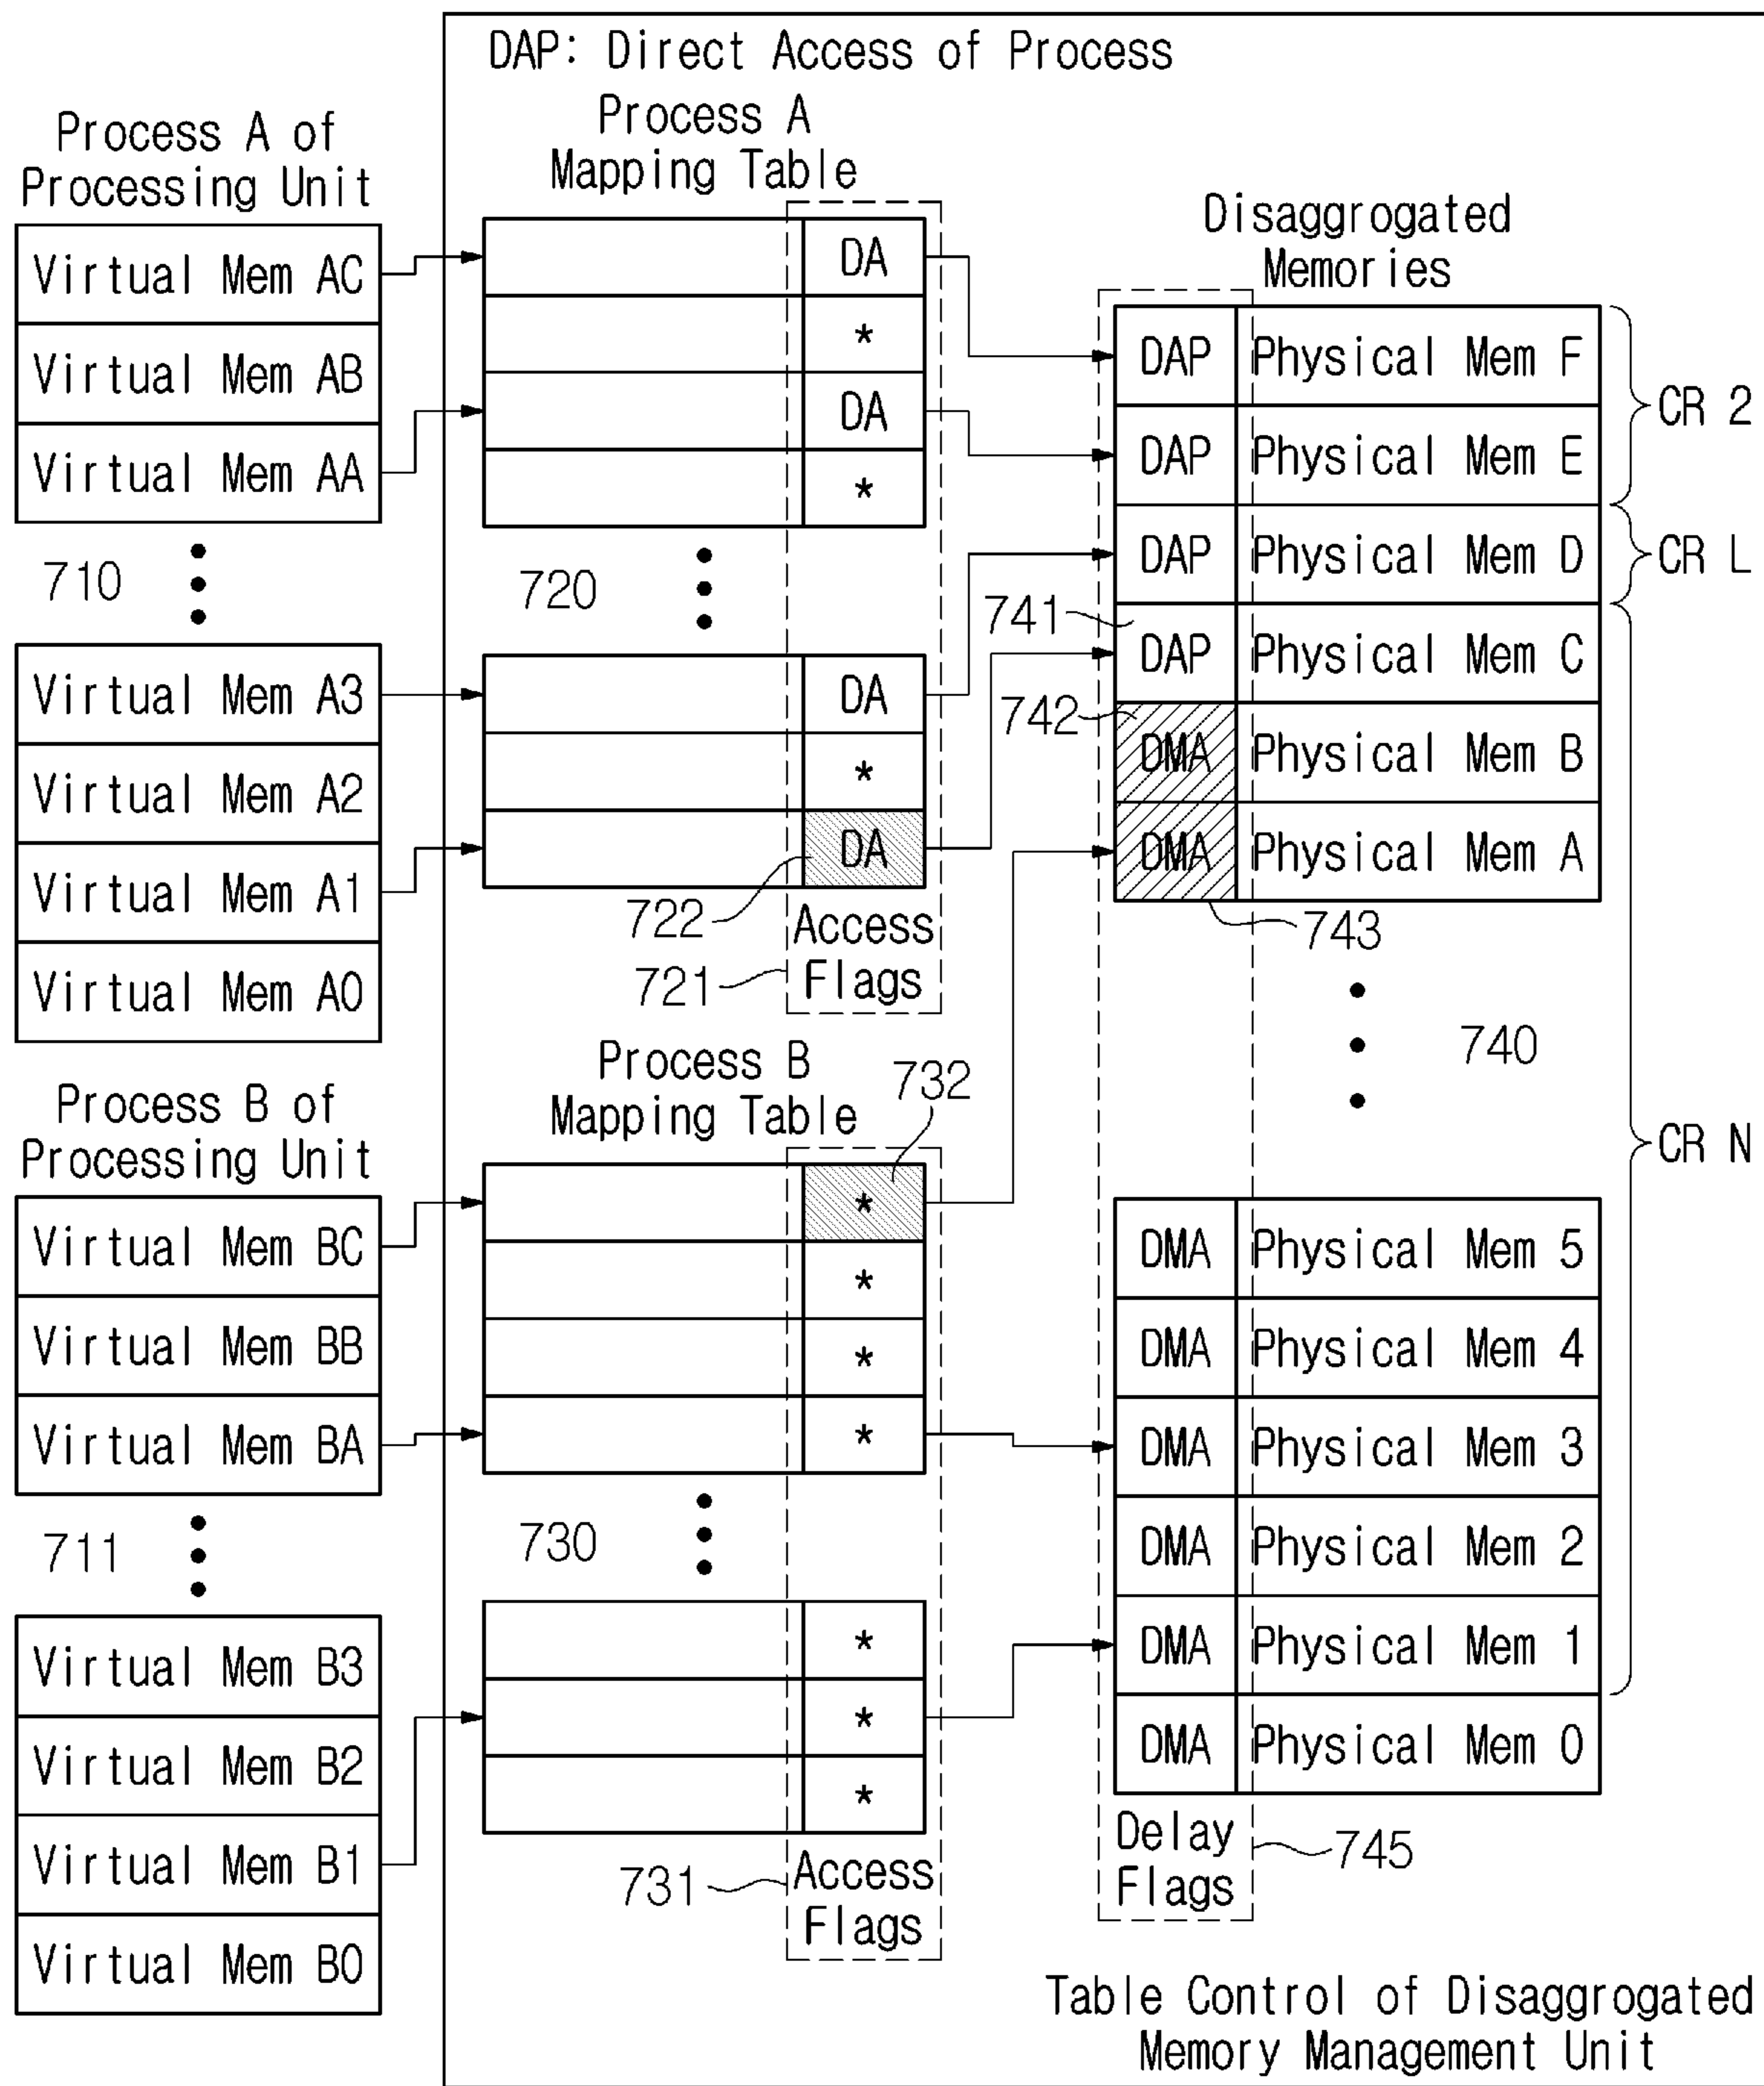 DAP: Direct Access of Process
Process A of
Processing Unit
Virtual Mem AC
Virtual Mem AB
Virtual Mem AA
710
Virtual Mem A3
Virtual Mem A2
Virtual Mem A1
Virtual Mem A0
Process B of
Processing Unit
Virtual Mem BC
Virtual Mem BB
Virtual Mem BA
711
Virtual Mem B3
Virtual Mem B2
Virtual Mem B1
Virtual Mem B0
Process A
Mapping Table
DA
*
DA
*
720
DA
*
DA
722
Access
Flags
721
Process B
Mapping Table
732
*
*
*
*
730
*
*
*
731
Access
Flags
Disaggrogated
Memories
DAP Physical Mem F
DAP Physical Mem E
CR 2
DAP Physical Mem D
CR L
741
DAP Physical Mem C
742
DMA Physical Mem B
DMA Physical Mem A
743
740
CR N
DMA Physical Mem 5
DMA Physical Mem 4
DMA Physical Mem 3
DMA Physical Mem 2
DMA Physical Mem 1
DMA Physical Mem 0
Delay
Flags
745
Table Control of Disaggrogated
Memory Management Unit